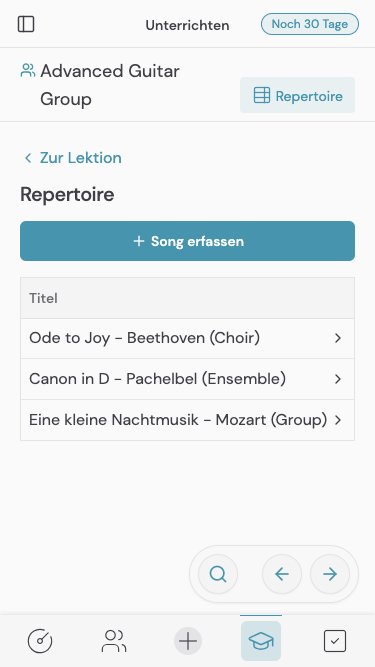 Unterrichten
Noch 30 Tage
Advanced Guitar
Group
Repertoire
Zur Lektion
Repertoire
Song erfassen
Titel
Ode to Joy - Beethoven (Choir)
Canon in D - Pachelbel (Ensemble)
Eine kleine Nachtmusik - Mozart (Group)